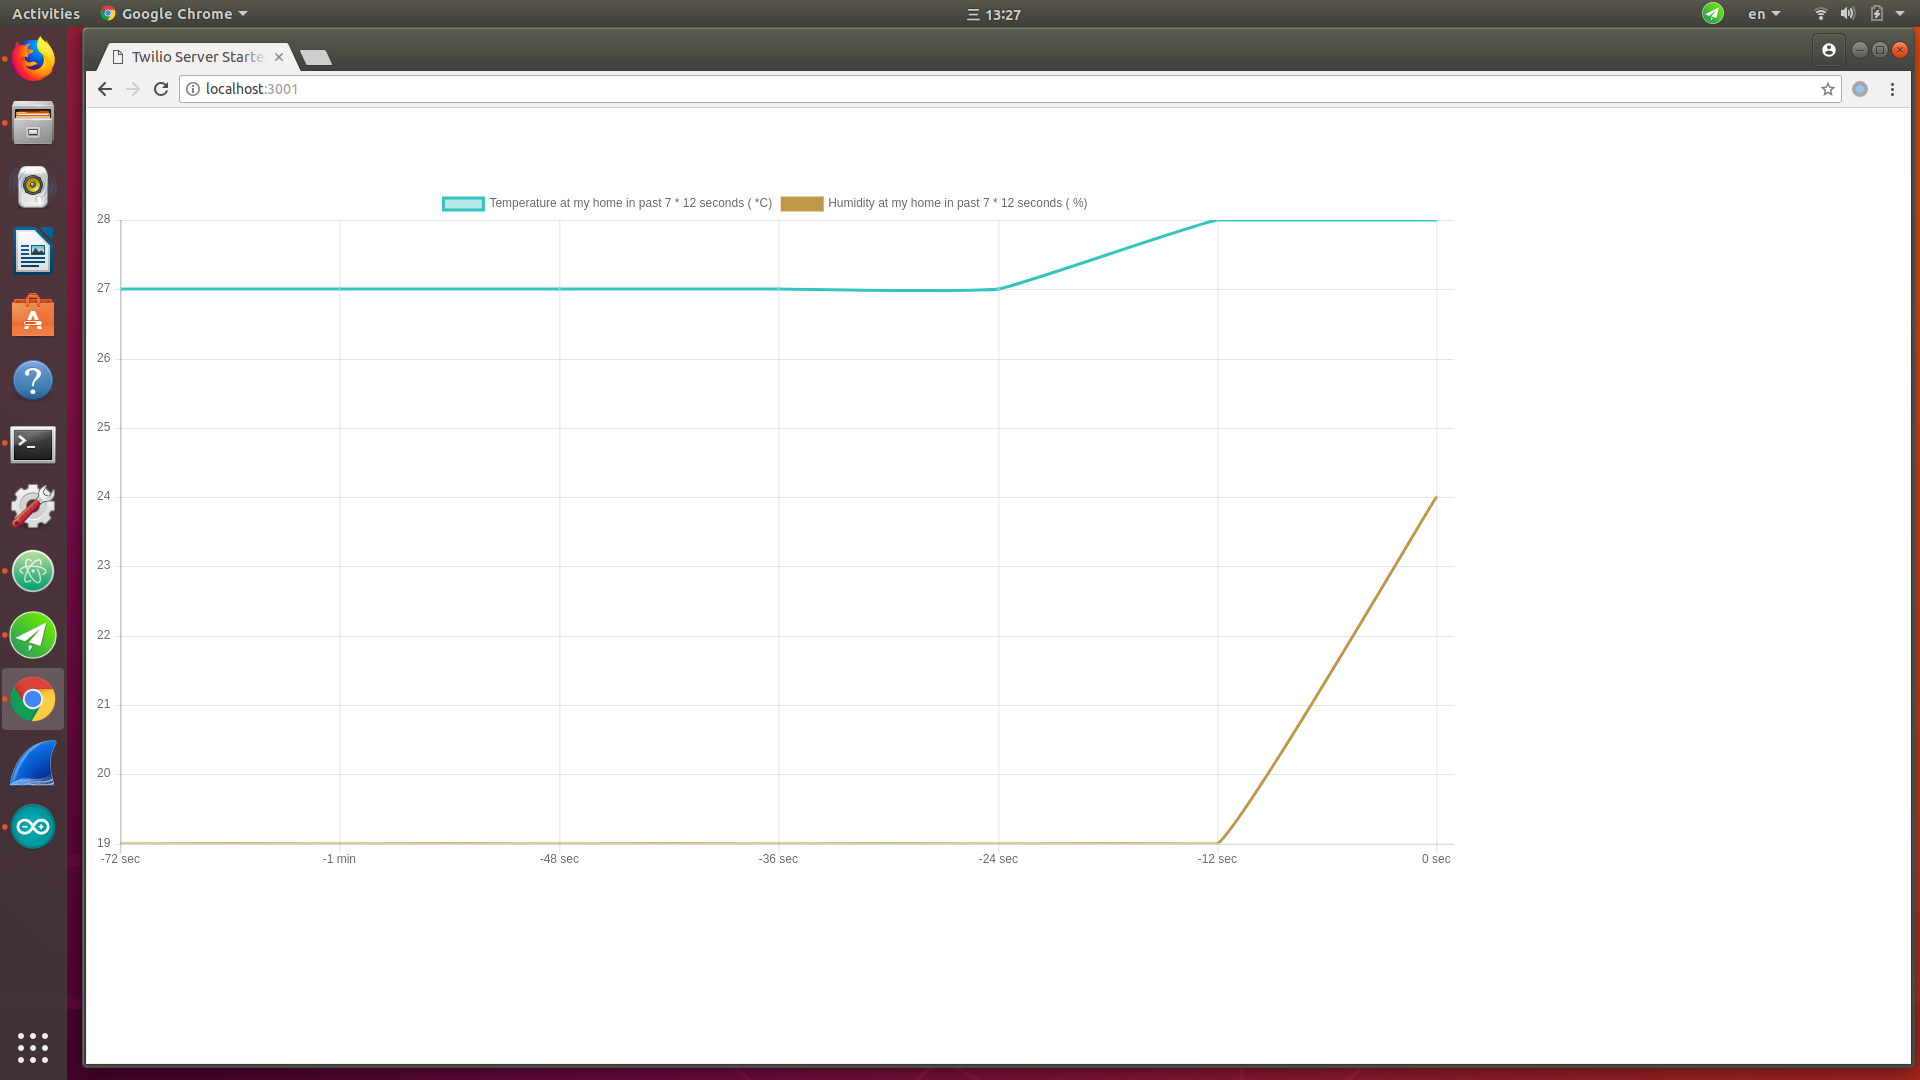 Activities Google Chrome 三 13:27 en
Twilio Server Starte
localhost:3001
Temperature at my home in past 7 * 12 seconds ( *C) Humidity at my home in past 7 * 12 seconds ( %)
28
27
26
25
24
23
22
21
20
19
-72 sec -1 min -48 sec -36 sec -24 sec -12 sec 0 sec